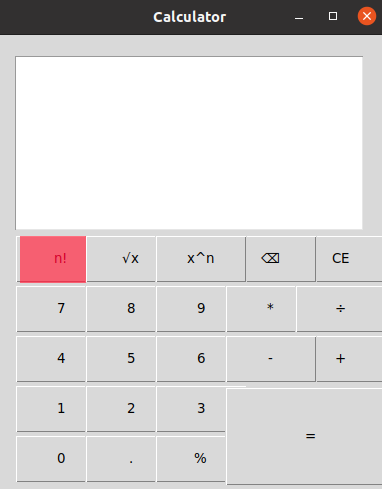 Calculator
n! √x x^n ⌫ CE
7 8 9 * ÷
4 5 6 - +
1 2 3
=
0 . %